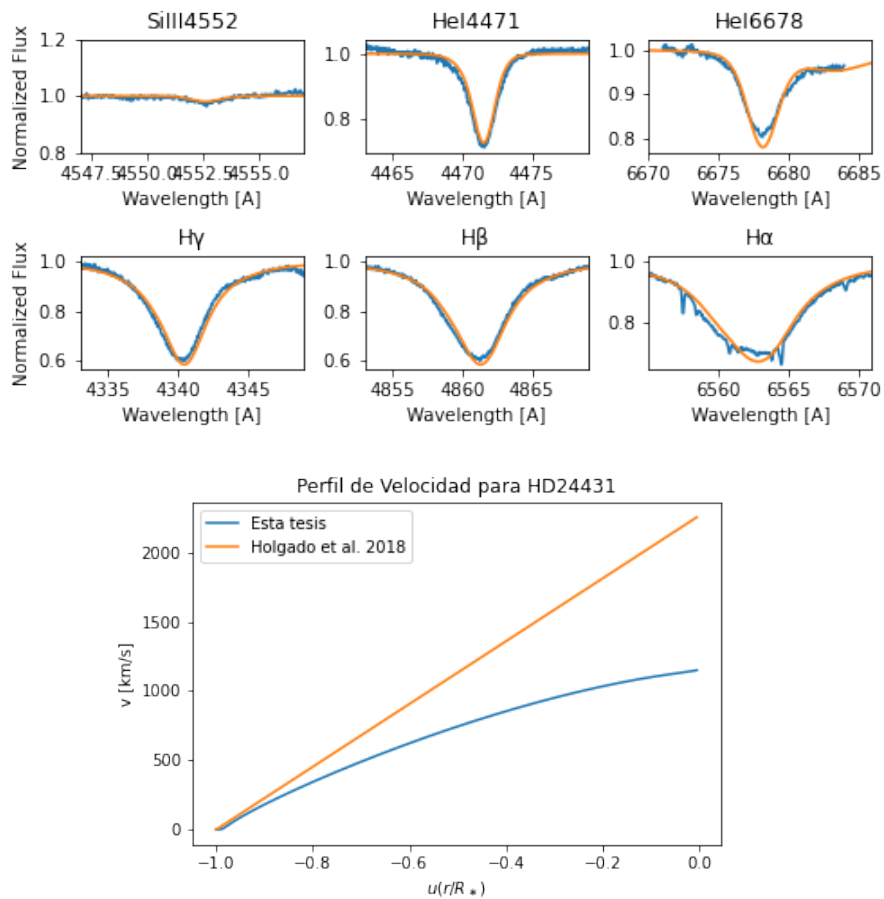 SiIII4552
HeI4471
HeI6678
Normalized Flux
1.2
1.0
0.8
4547.5
4550.0
4552.5
4555.0
Wavelength [A]
1.0
0.8
4465
4470
4475
Wavelength [A]
1.0
0.9
0.8
6670
6675
6680
6685
Wavelength [A]
Hγ
Hβ
Hα
Normalized Flux
1.0
0.8
0.6
4335
4340
4345
Wavelength [A]
1.0
0.8
0.6
4855
4860
4865
Wavelength [A]
1.0
0.8
6560
6565
6570
Wavelength [A]
Perfil de Velocidad para HD24431
Esta tesis
Holgado et al. 2018
v [km/s]
2000
1500
1000
500
0
−1.0
−0.8
−0.6
−0.4
−0.2
0.0
u(r/R*)